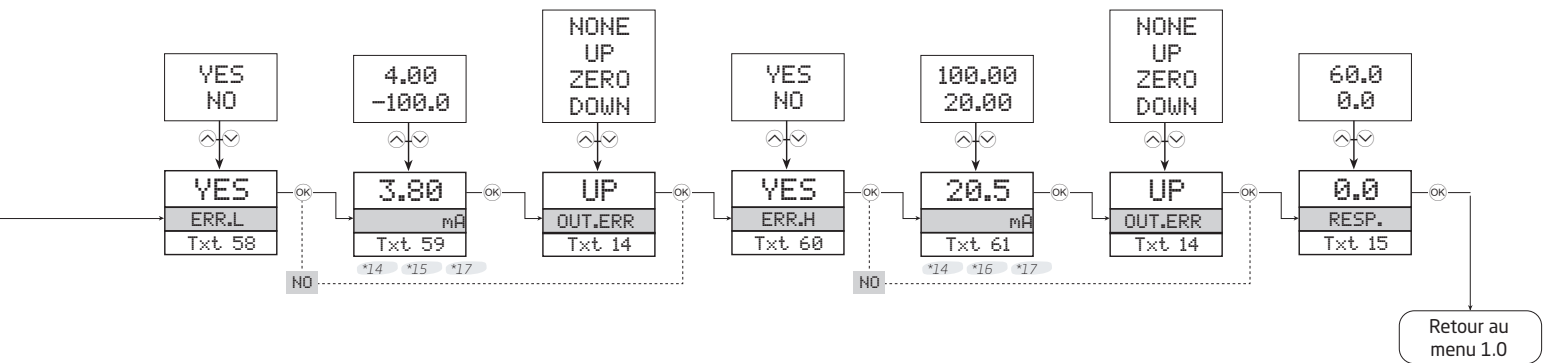 YES
NO
YES
ERR.L
Txt 58
OK
NO
4.00
-100.0
3.80
mA
Txt 59
*14 *15 *17
OK
NONE
UP
ZERO
DOWN
UP
OUT.ERR
Txt 14
OK
YES
NO
YES
ERR.H
Txt 60
OK
NO
100.00
20.00
20.5
mA
Txt 61
*14 *16 *17
OK
NONE
UP
ZERO
DOWN
UP
OUT.ERR
Txt 14
OK
60.0
0.0
0.0
RESP.
Txt 15
OK
Retour au
menu 1.0